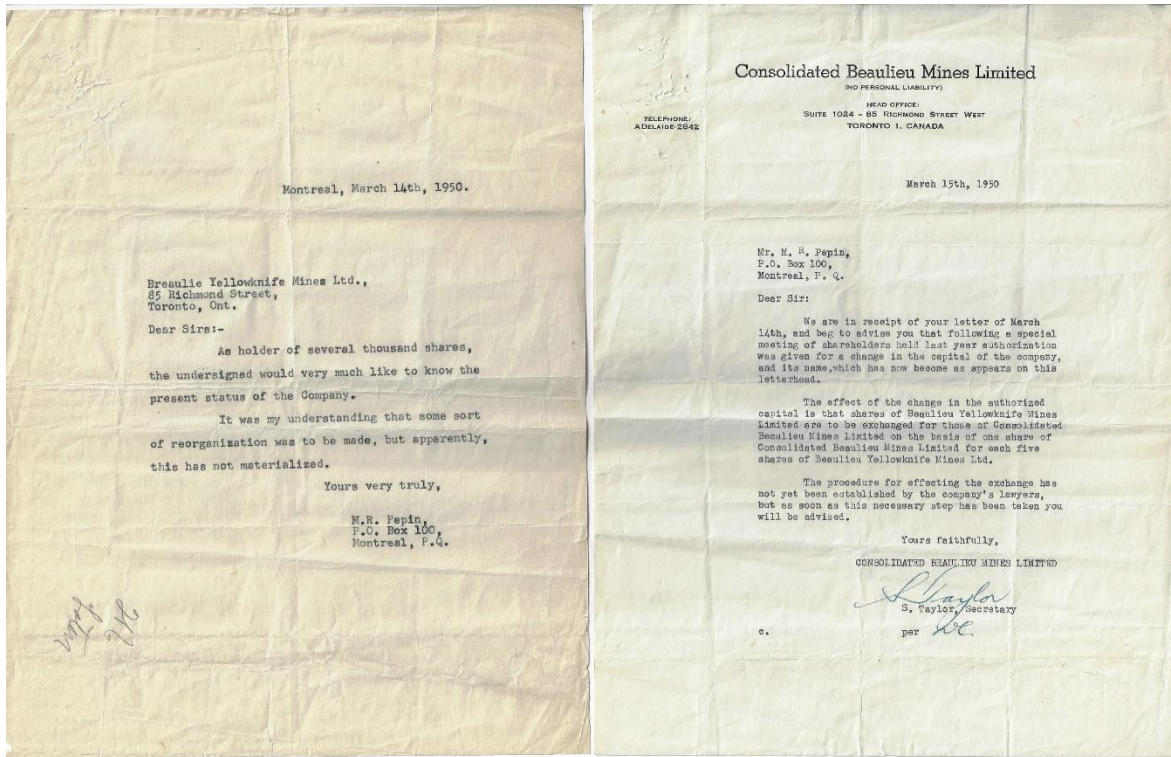 Montreal, March 14th, 1950.
Breaulie Yellowknife Mines Ltd.,
85 Richmond Street,
Toronto, Ont.
Dear Sirs:-
As holder of several thousand shares,
the undersigned would very much like to know the
present status of the Company.
It was my understanding that some sort
of reorganization was to be made, but apparently,
this has not materialized.
Yours very truly,
M.R. Pepin,
P.O. Box 100,
Montreal, P.Q.
Consolidated Beaulieu Mines Limited
(NO PERSONAL LIABILITY)
HEAD OFFICE:
SUITE 1024 - 85 RICHMOND STREET WEST
TORONTO 1, CANADA
TELEPHONE:
ADELAIDE-2842
March 15th, 1950
Mr. M. R. Pepin,
P.O. Box 100,
Montreal, P. Q.
Dear Sir:
We are in receipt of your letter of March
14th, and beg to advise you that following a special
meeting of shareholders held last year authorization
was given for a change in the capital of the company,
and its name,which has now become as appears on this
letterhead.
The effect of the change in the authorized
capital is that shares of Beaulieu Yellowknife Mines
Limited are to be exchanged for those of Consolidated
Beaulieu Mines Limited on the basis of one share of
Consolidated Beaulieu Mines Limited for each five
shares of Beaulieu Yellowknife Mines Ltd.
The procedure for effecting the exchange has
not yet been established by the company's lawyers,
but as soon as this necessary step has been taken you
will be advised.
Yours faithfully,
CONSOLIDATED BEAULIEU MINES LIMITED
S Taylor
S. Taylor, Secretary
c. per